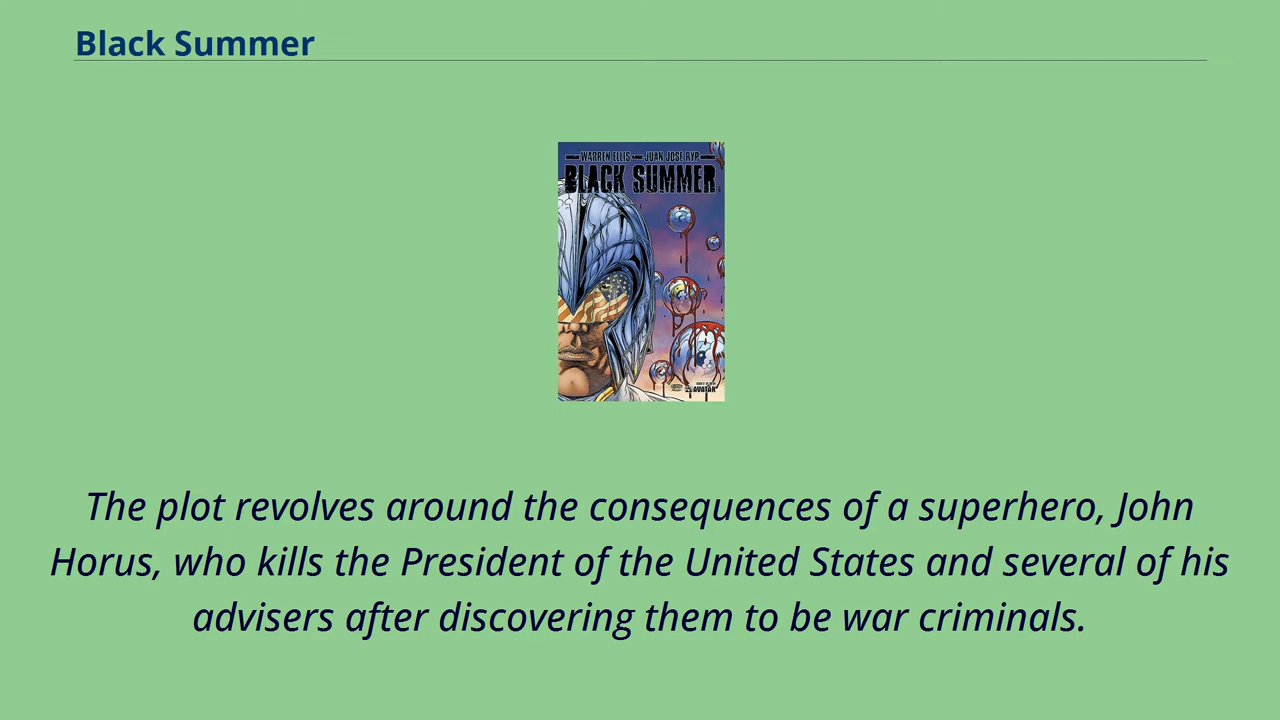 Black Summer
WARREN ELLIS JUAN JOSE RYP
BLACK SUMMER
AVATAR
The plot revolves around the consequences of a superhero, John
Horus, who kills the President of the United States and several of his
advisers after discovering them to be war criminals.